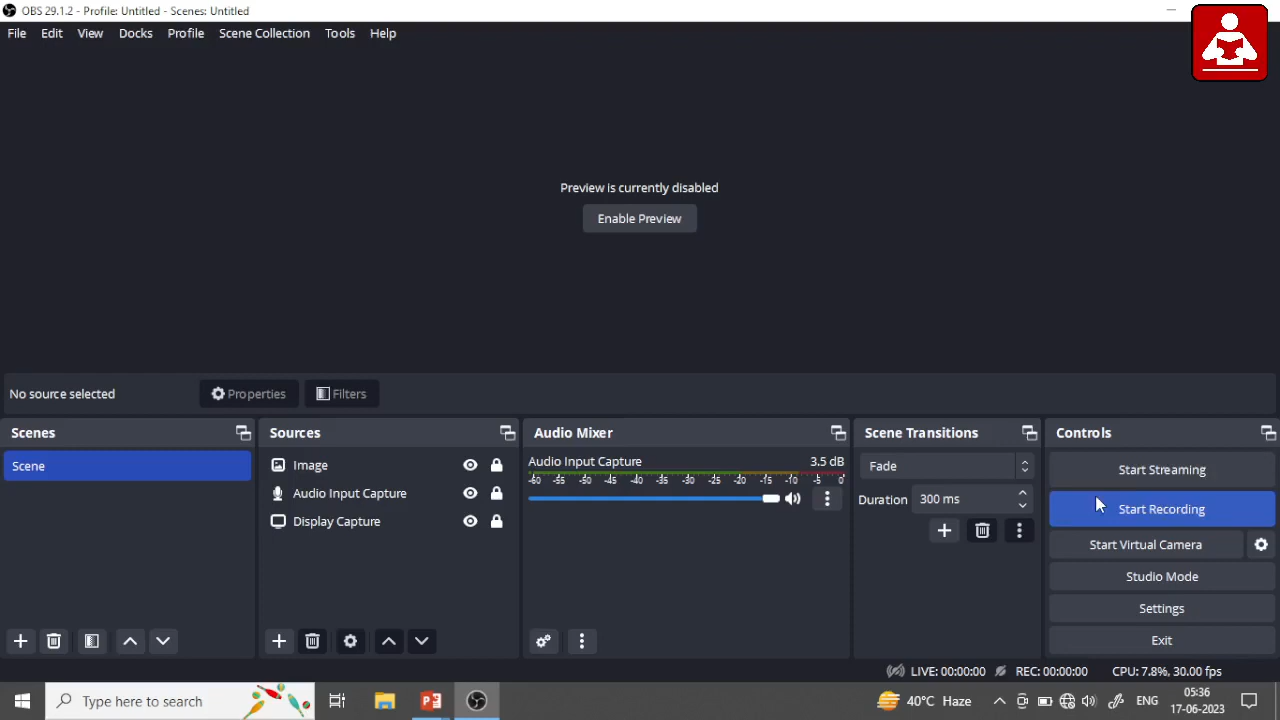 OBS 29.1.2 - Profile: Untitled - Scenes: Untitled
File Edit View Docks Profile Scene Collection Tools Help
Preview is currently disabled
Enable Preview
No source selected Properties Filters
Scenes Sources Audio Mixer Scene Transitions Controls
Scene
Image
Audio Input Capture
Display Capture
Audio Input Capture 3.5 dB
-60 -55 -50 -45 -40 -35 -30 -25 -20 -15 -10 -5 0
Fade
Duration 300 ms
Start Streaming
Start Recording
Start Virtual Camera
Studio Mode
Settings
Exit
LIVE: 00:00:00 REC: 00:00:00 CPU: 7.8%, 30.00 fps
Type here to search 40°C Haze ENG 05:36
17-06-2023